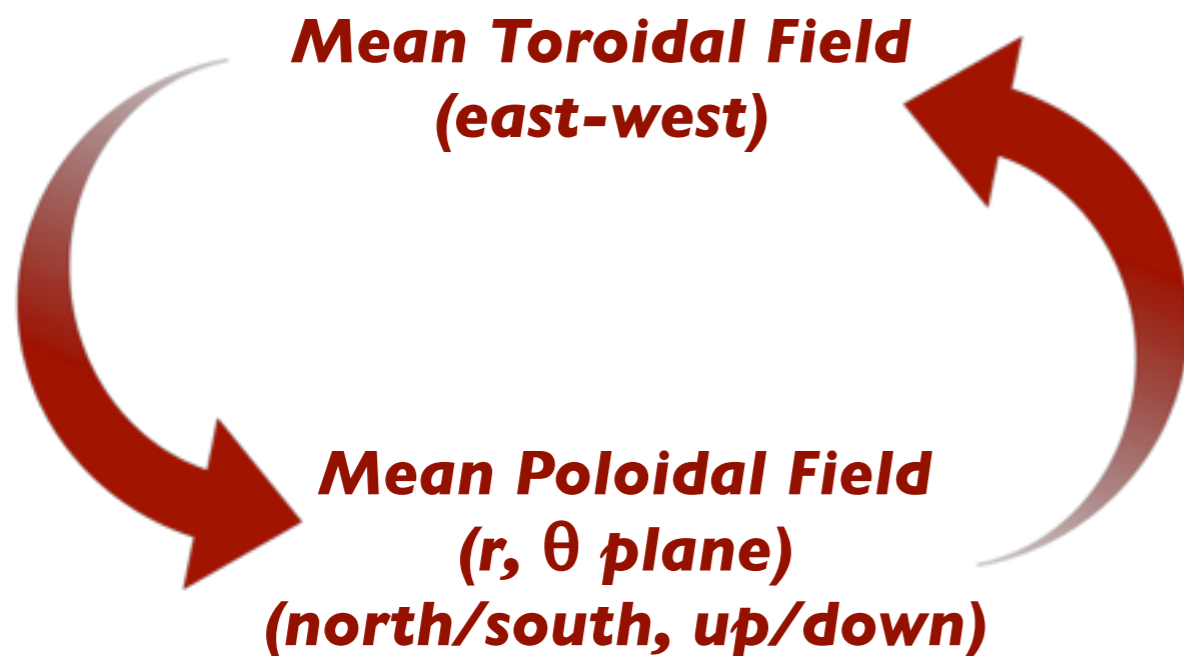 Mean Toroidal Field
(east-west)
Mean Poloidal Field
(r, θ plane)
(north/south, up/down)